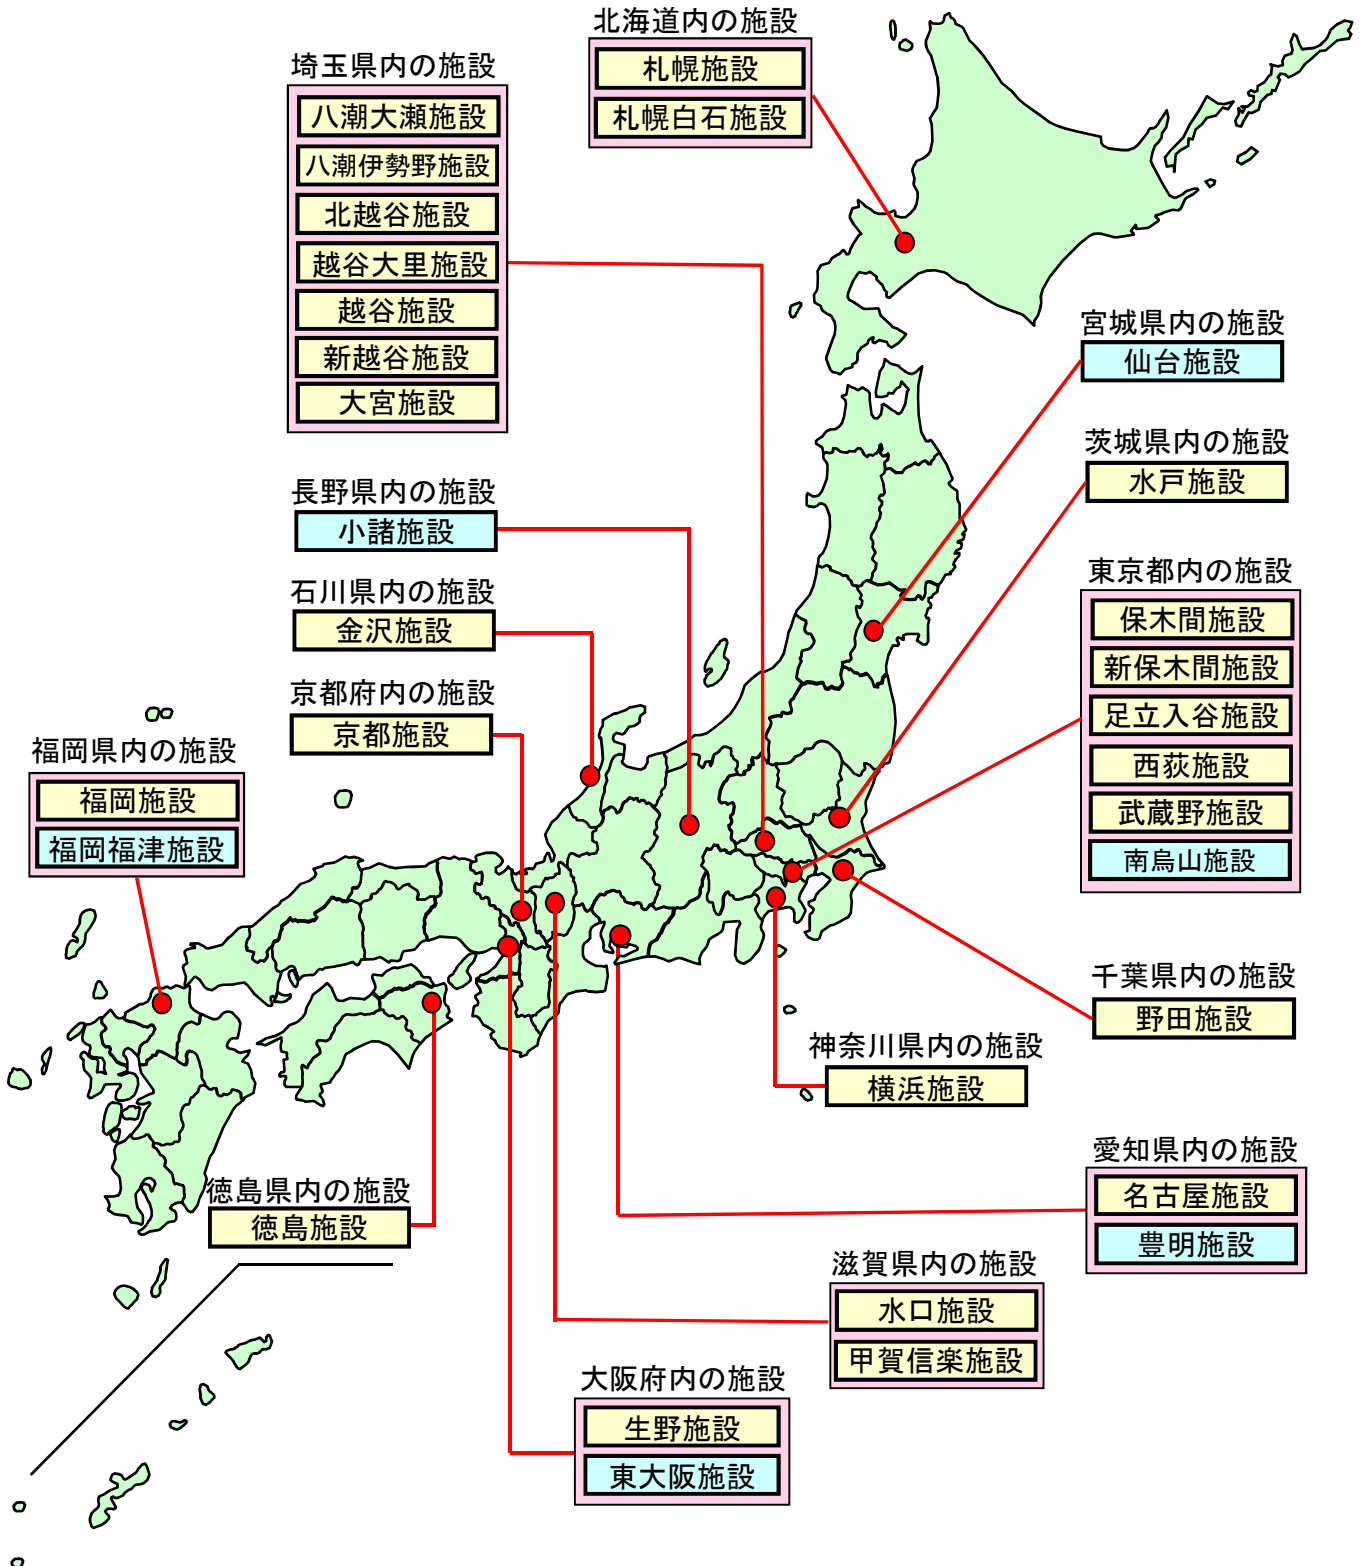 北海道内の施設
札幌施設
札幌白石施設
埼玉県内の施設
八潮大瀬施設
八潮伊勢野施設
北越谷施設
越谷大里施設
越谷施設
新越谷施設
大宮施設
宮城県内の施設
仙台施設
茨城県内の施設
水戸施設
長野県内の施設
小諸施設
石川県内の施設
金沢施設
京都府内の施設
京都施設
東京都内の施設
保木間施設
新保木間施設
足立入谷施設
西荻施設
武蔵野施設
南烏山施設
福岡県内の施設
福岡施設
福岡福津施設
千葉県内の施設
野田施設
神奈川県内の施設
横浜施設
愛知県内の施設
名古屋施設
豊明施設
徳島県内の施設
徳島施設
滋賀県内の施設
水口施設
甲賀信楽施設
大阪府内の施設
生野施設
東大阪施設